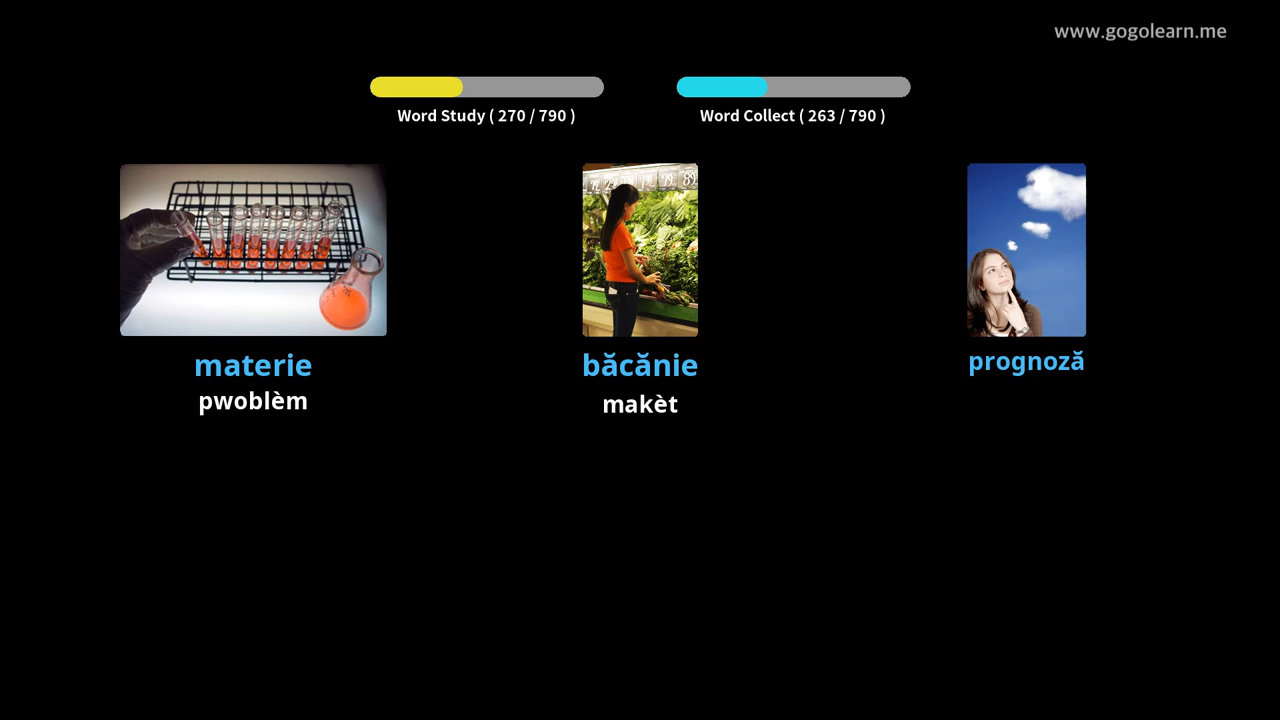 www.gogolearn.me
Word Study ( 270 / 790 )
Word Collect ( 263 / 790 )
materie
băcănie
prognoză
pwoblèm
makèt